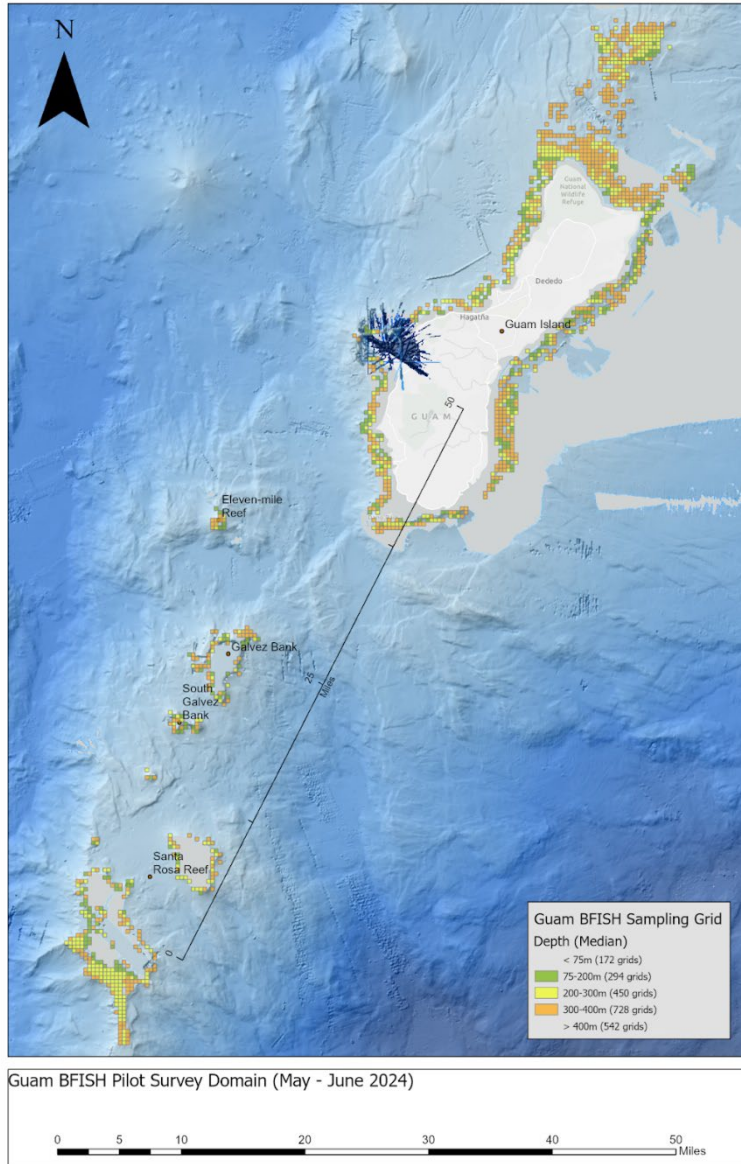 N
Guam
National
Wildlife
Refuge
Dededo
Hagatña
Guam Island
50
GUAM
Eleven-mile
Reef
Galvez Bank
25
Miles
South
Galvez
Bank
Santa
Rosa Reef
0
Guam BFISH Sampling Grid
Depth (Median)
< 75m (172 grids)
75-200m (294 grids)
200-300m (450 grids)
300-400m (728 grids)
> 400m (542 grids)
Guam BFISH Pilot Survey Domain (May - June 2024)
0 5 10 20 30 40 50
Miles